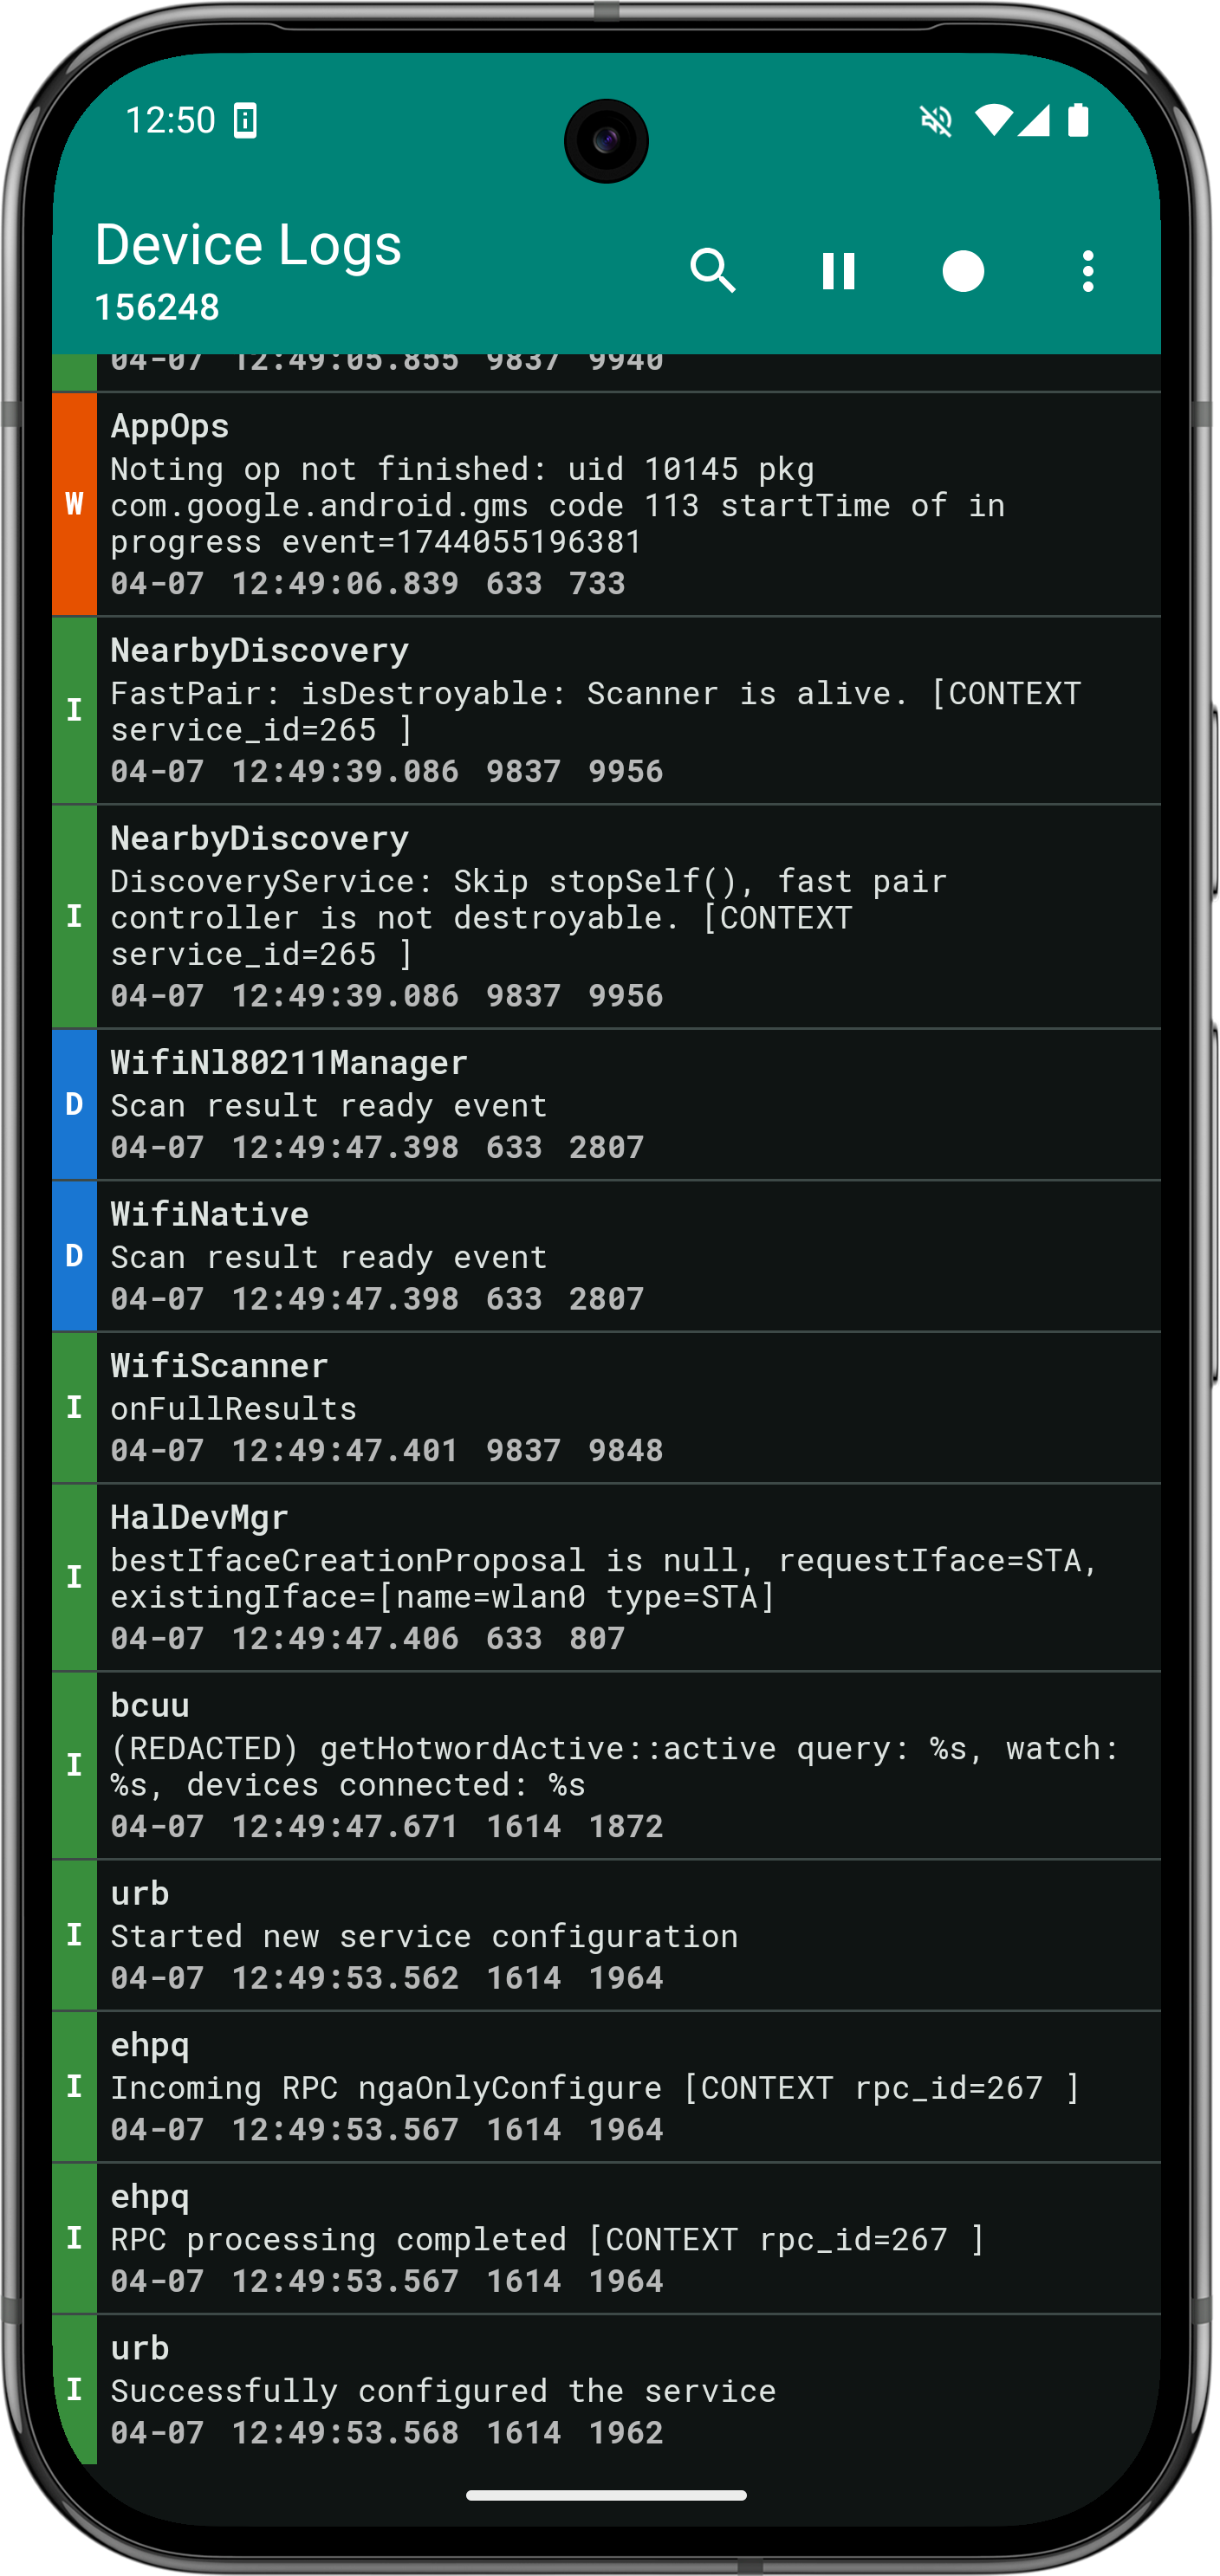 12:50
Device Logs
156248
04-07 12:49:05.855 9837 9940
AppOps
W
Noting op not finished: uid 10145 pkg
com.google.android.gms code 113 startTime of in
progress event=1744055196381
04-07 12:49:06.839 633 733
NearbyDiscovery
I
FastPair: isDestroyable: Scanner is alive. [CONTEXT
service_id=265 ]
04-07 12:49:39.086 9837 9956
NearbyDiscovery
I
DiscoveryService: Skip stopSelf(), fast pair
controller is not destroyable. [CONTEXT
service_id=265 ]
04-07 12:49:39.086 9837 9956
WifiNl80211Manager
D
Scan result ready event
04-07 12:49:47.398 633 2807
WifiNative
D
Scan result ready event
04-07 12:49:47.398 633 2807
WifiScanner
I
onFullResults
04-07 12:49:47.401 9837 9848
HalDevMgr
I
bestIfaceCreationProposal is null, requestIface=STA,
existingIface=[name=wlan0 type=STA]
04-07 12:49:47.406 633 807
bcuu
I
(REDACTED) getHotwordActive::active query: %s, watch:
%s, devices connected: %s
04-07 12:49:47.671 1614 1872
urb
I
Started new service configuration
04-07 12:49:53.562 1614 1964
ehpq
I
Incoming RPC ngaOnlyConfigure [CONTEXT rpc_id=267 ]
04-07 12:49:53.567 1614 1964
ehpq
I
RPC processing completed [CONTEXT rpc_id=267 ]
04-07 12:49:53.567 1614 1964
urb
I
Successfully configured the service
04-07 12:49:53.568 1614 1962